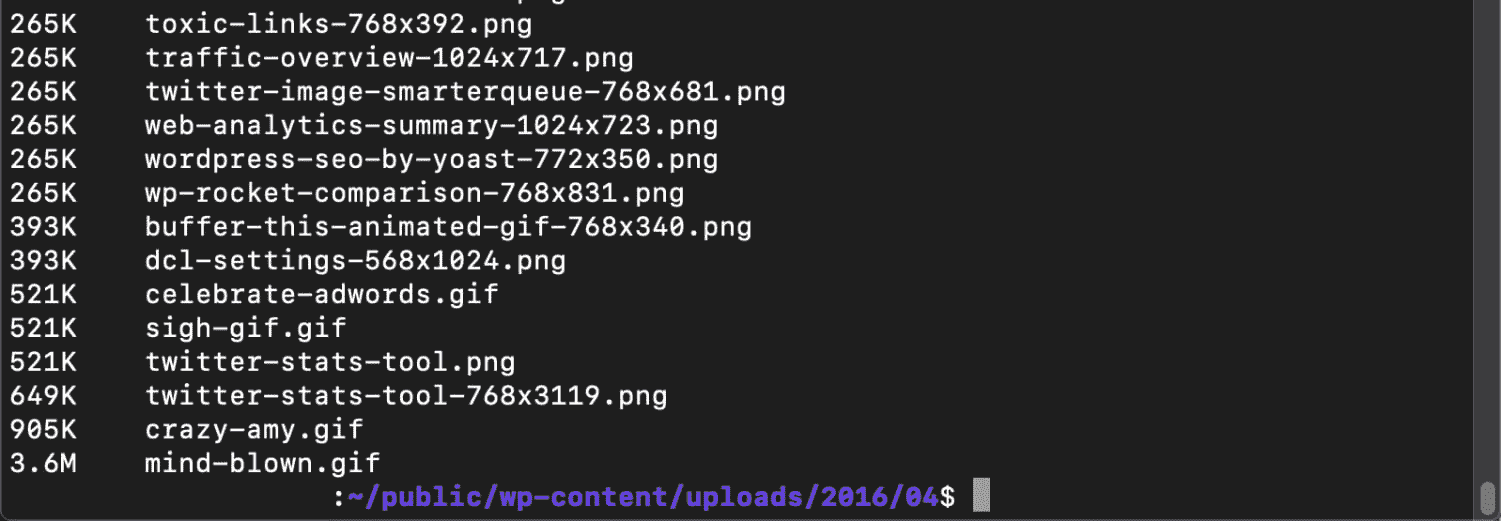 265K toxic-links-768x392.png
265K traffic-overview-1024x717.png
265K twitter-image-smarterqueue-768x681.png
265K web-analytics-summary-1024x723.png
265K wordpress-seo-by-yoast-772x350.png
265K wp-rocket-comparison-768x831.png
393K buffer-this-animated-gif-768x340.png
393K dcl-settings-568x1024.png
521K celebrate-adwords.gif
521K sigh-gif.gif
521K twitter-stats-tool.png
649K twitter-stats-tool-768x3119.png
905K crazy-amy.gif
3.6M mind-blown.gif
:~/public/wp-content/uploads/2016/04$